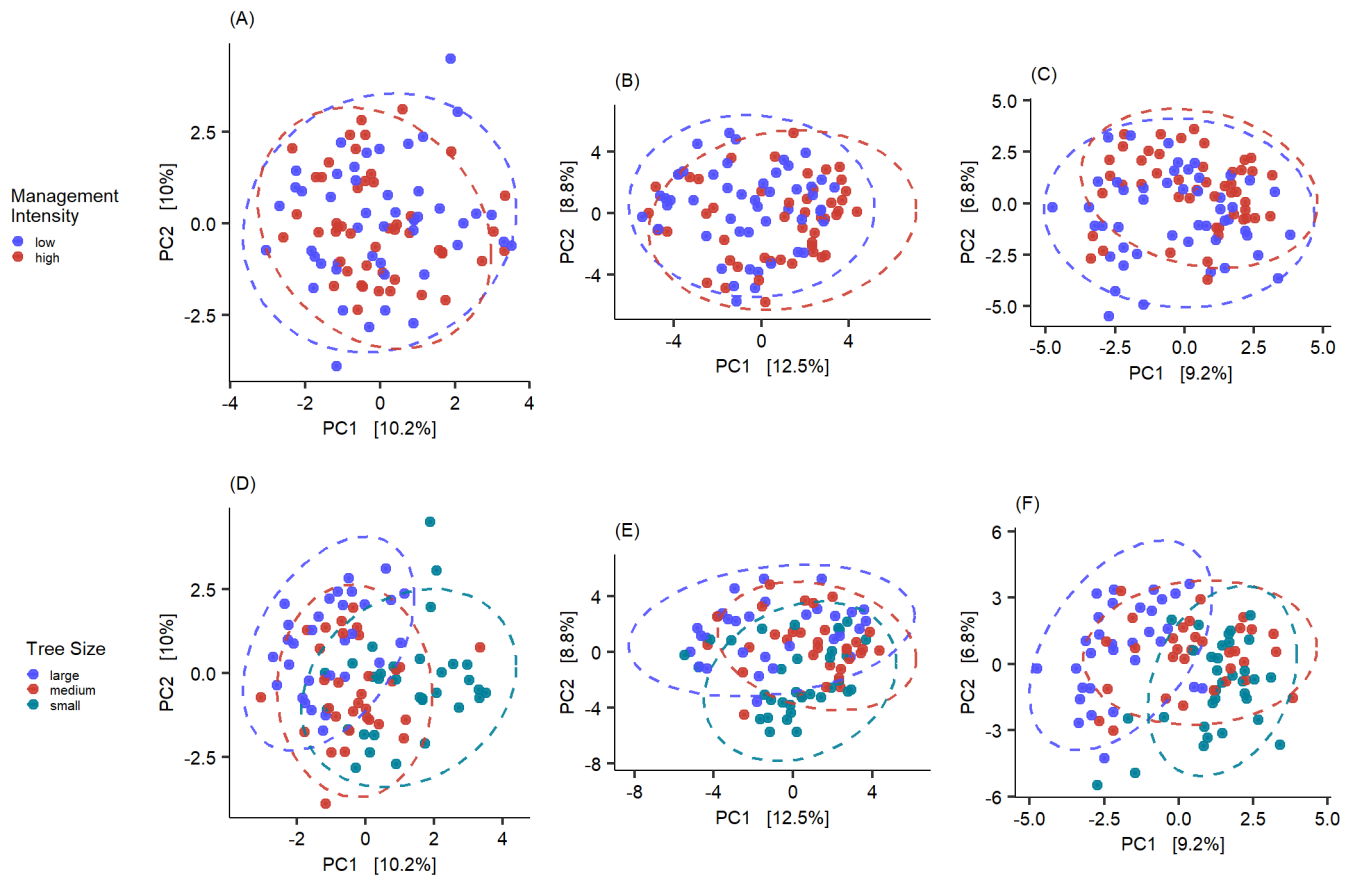 (A)
PC2 [10%]
2.5
0.0
-2.5
-4
-2
0
2
4
PC1 [10.2%]
(B)
PC2 [8.8%]
4
0
-4
-4
0
4
PC1 [12.5%]
(C)
PC2 [6.8%]
5.0
2.5
0.0
-2.5
-5.0
-5.0
-2.5
0.0
2.5
5.0
PC1 [9.2%]
Management
Intensity
low
high
(D)
PC2 [10%]
2.5
0.0
-2.5
-4
-2
0
2
4
PC1 [10.2%]
(E)
PC2 [8.8%]
4
0
-4
-8
-8
-4
0
4
PC1 [12.5%]
(F)
PC2 [6.8%]
6
3
0
-3
-6
-5.0
-2.5
0.0
2.5
5.0
PC1 [9.2%]
Tree Size
large
medium
small